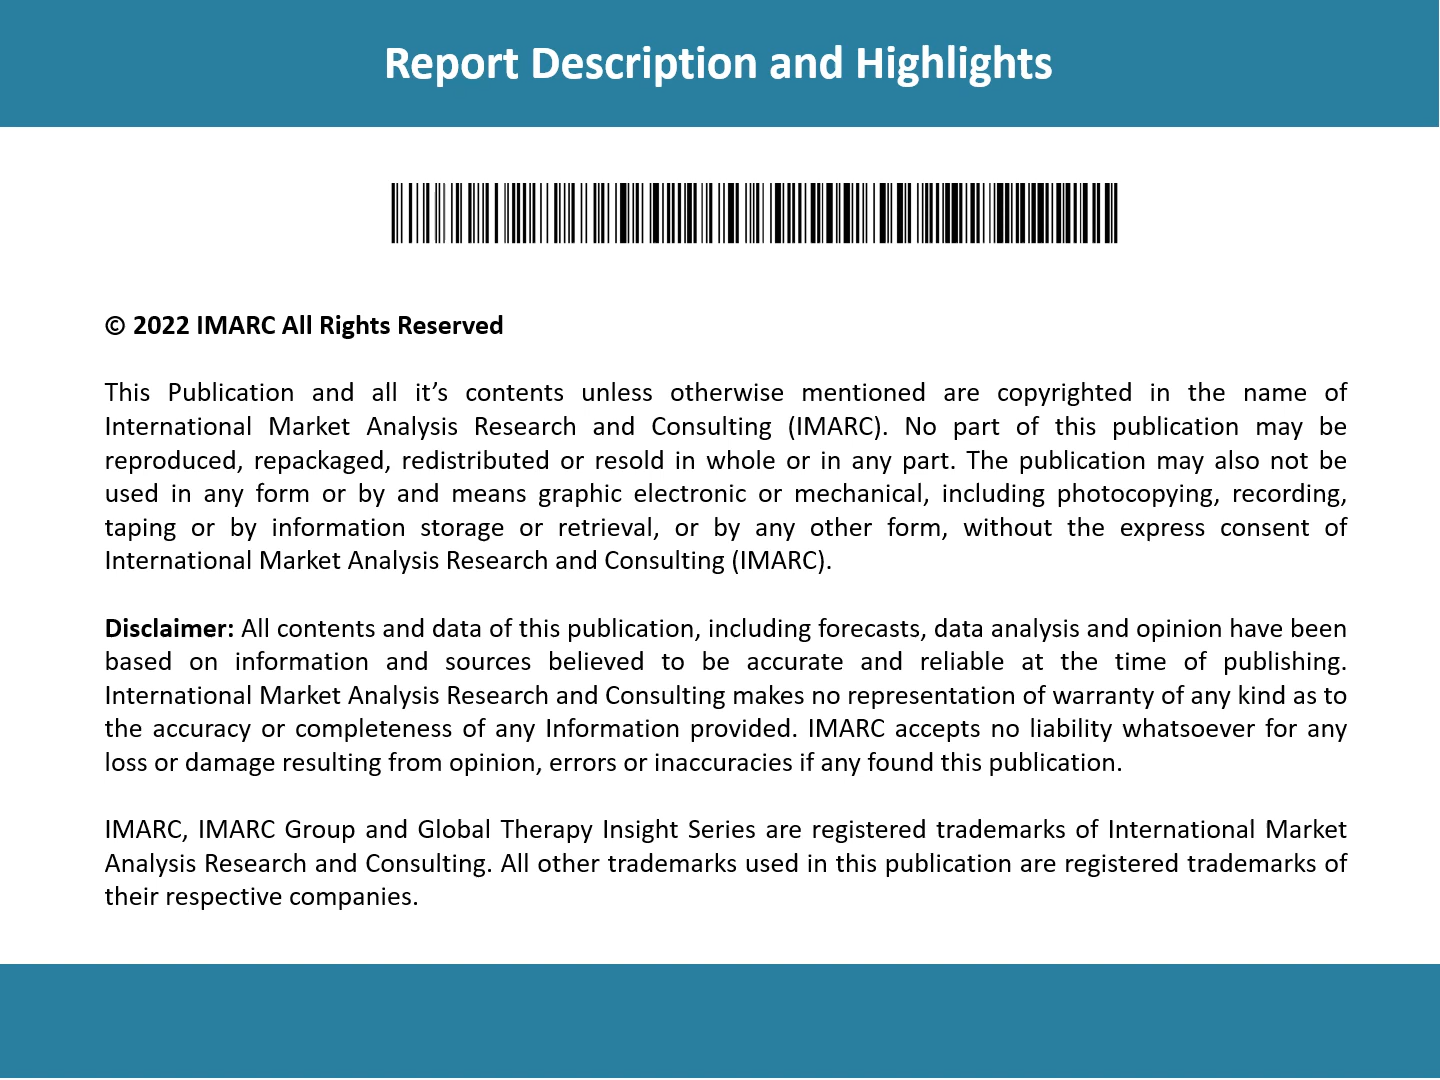 Report Description and Highlights
© 2022 IMARC All Rights Reserved
This Publication and all it’s contents unless otherwise mentioned are copyrighted in the name of
International Market Analysis Research and Consulting (IMARC). No part of this publication may be
reproduced, repackaged, redistributed or resold in whole or in any part. The publication may also not be
used in any form or by and means graphic electronic or mechanical, including photocopying, recording,
taping or by information storage or retrieval, or by any other form, without the express consent of
International Market Analysis Research and Consulting (IMARC).
Disclaimer: All contents and data of this publication, including forecasts, data analysis and opinion have been
based on information and sources believed to be accurate and reliable at the time of publishing.
International Market Analysis Research and Consulting makes no representation of warranty of any kind as to
the accuracy or completeness of any Information provided. IMARC accepts no liability whatsoever for any
loss or damage resulting from opinion, errors or inaccuracies if any found this publication.
IMARC, IMARC Group and Global Therapy Insight Series are registered trademarks of International Market
Analysis Research and Consulting. All other trademarks used in this publication are registered trademarks of
their respective companies.